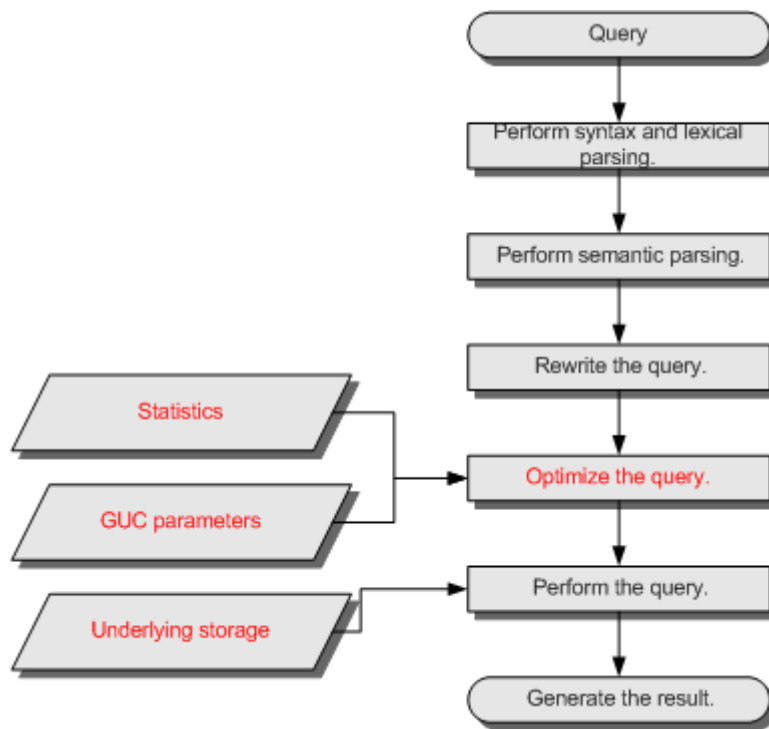 Query
Perform syntax and lexical
parsing.
Perform semantic parsing.
Rewrite the query.
Statistics
Optimize the query.
GUC parameters
Perform the query.
Underlying storage
Generate the result.